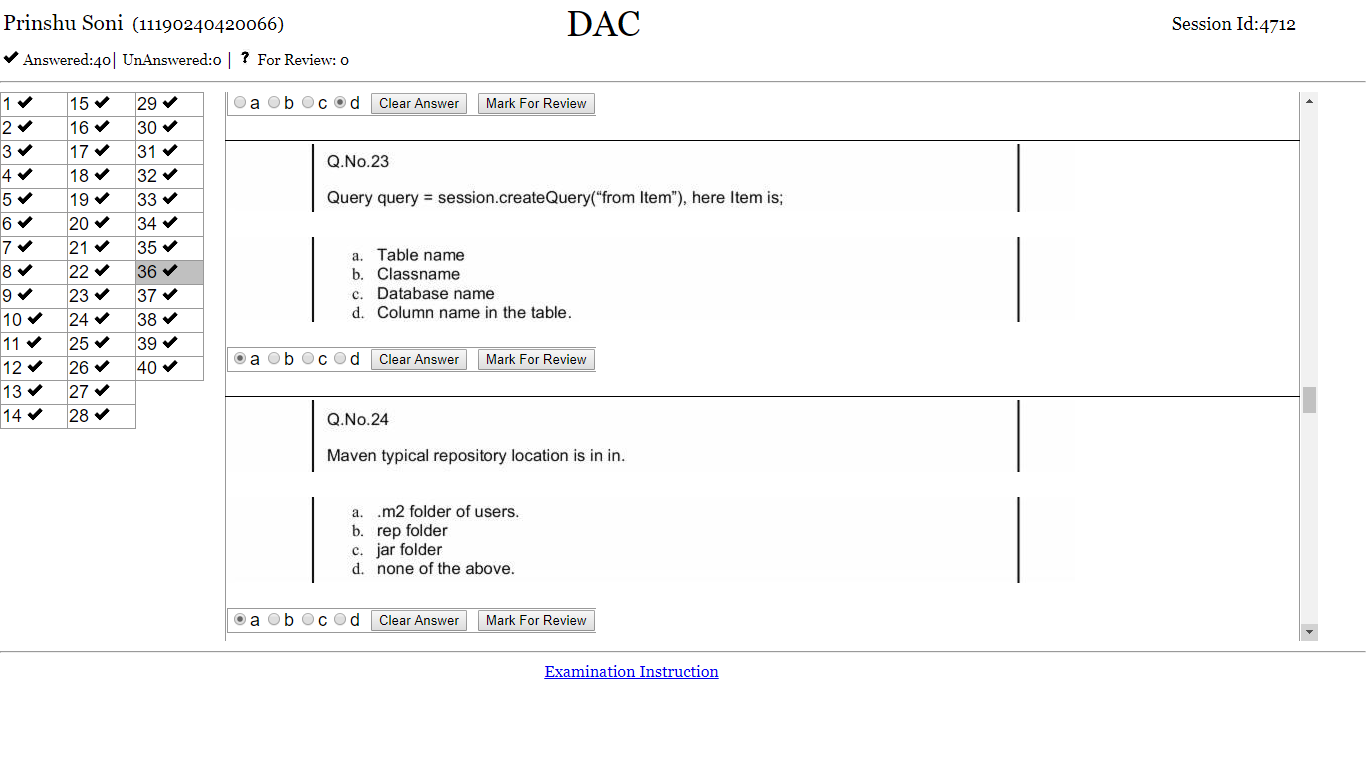 Prinshu Soni (11190240420066) DAC Session Id:4712
✔ Answered:40| UnAnswered:0 | ? For Review: 0
1 ✔ 15 ✔ 29 ✔
2 ✔ 16 ✔ 30 ✔
3 ✔ 17 ✔ 31 ✔
4 ✔ 18 ✔ 32 ✔
5 ✔ 19 ✔ 33 ✔
6 ✔ 20 ✔ 34 ✔
7 ✔ 21 ✔ 35 ✔
8 ✔ 22 ✔ 36 ✔
9 ✔ 23 ✔ 37 ✔
10 ✔ 24 ✔ 38 ✔
11 ✔ 25 ✔ 39 ✔
12 ✔ 26 ✔ 40 ✔
13 ✔ 27 ✔
14 ✔ 28 ✔
a b c d Clear Answer Mark For Review
Q.No.23
Query query = session.createQuery(“from Item”), here Item is;
a. Table name
b. Classname
c. Database name
d. Column name in the table.
a b c d Clear Answer Mark For Review
Q.No.24
Maven typical repository location is in in.
a. .m2 folder of users.
b. rep folder
c. jar folder
d. none of the above.
a b c d Clear Answer Mark For Review
Examination Instruction